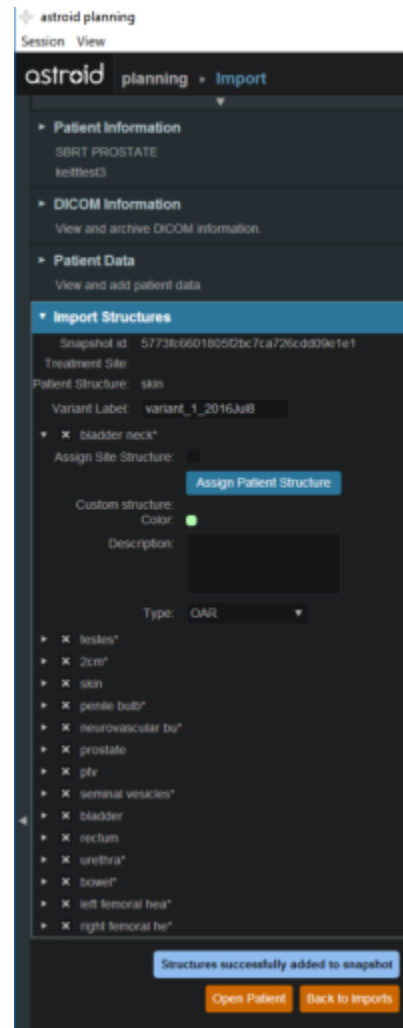 astroid planning
Session View
astroid planning ▸ Import
Patient Information
SBRT PROSTATE
DICOM Information
View and archive DICOM information.
Patient Data
View and add patient data
Import Structures
Snapshot id:
Treatment Site:
Patient Structure: skin
Variant Label: variant_1_2016Jul8
bladder neck*
Assign Site Structure:
Assign Patient Structure
Custom structure:
Color:
Description:
Type: OAR
testes*
2cm*
skin
penile bulb*
neurovascular bu*
prostate
ptv
seminal vesicles*
bladder
rectum
urethra*
bowel*
left femoral hea*
right femoral he*
Structures successfully added to snapshot
Open Patient Back to Imports